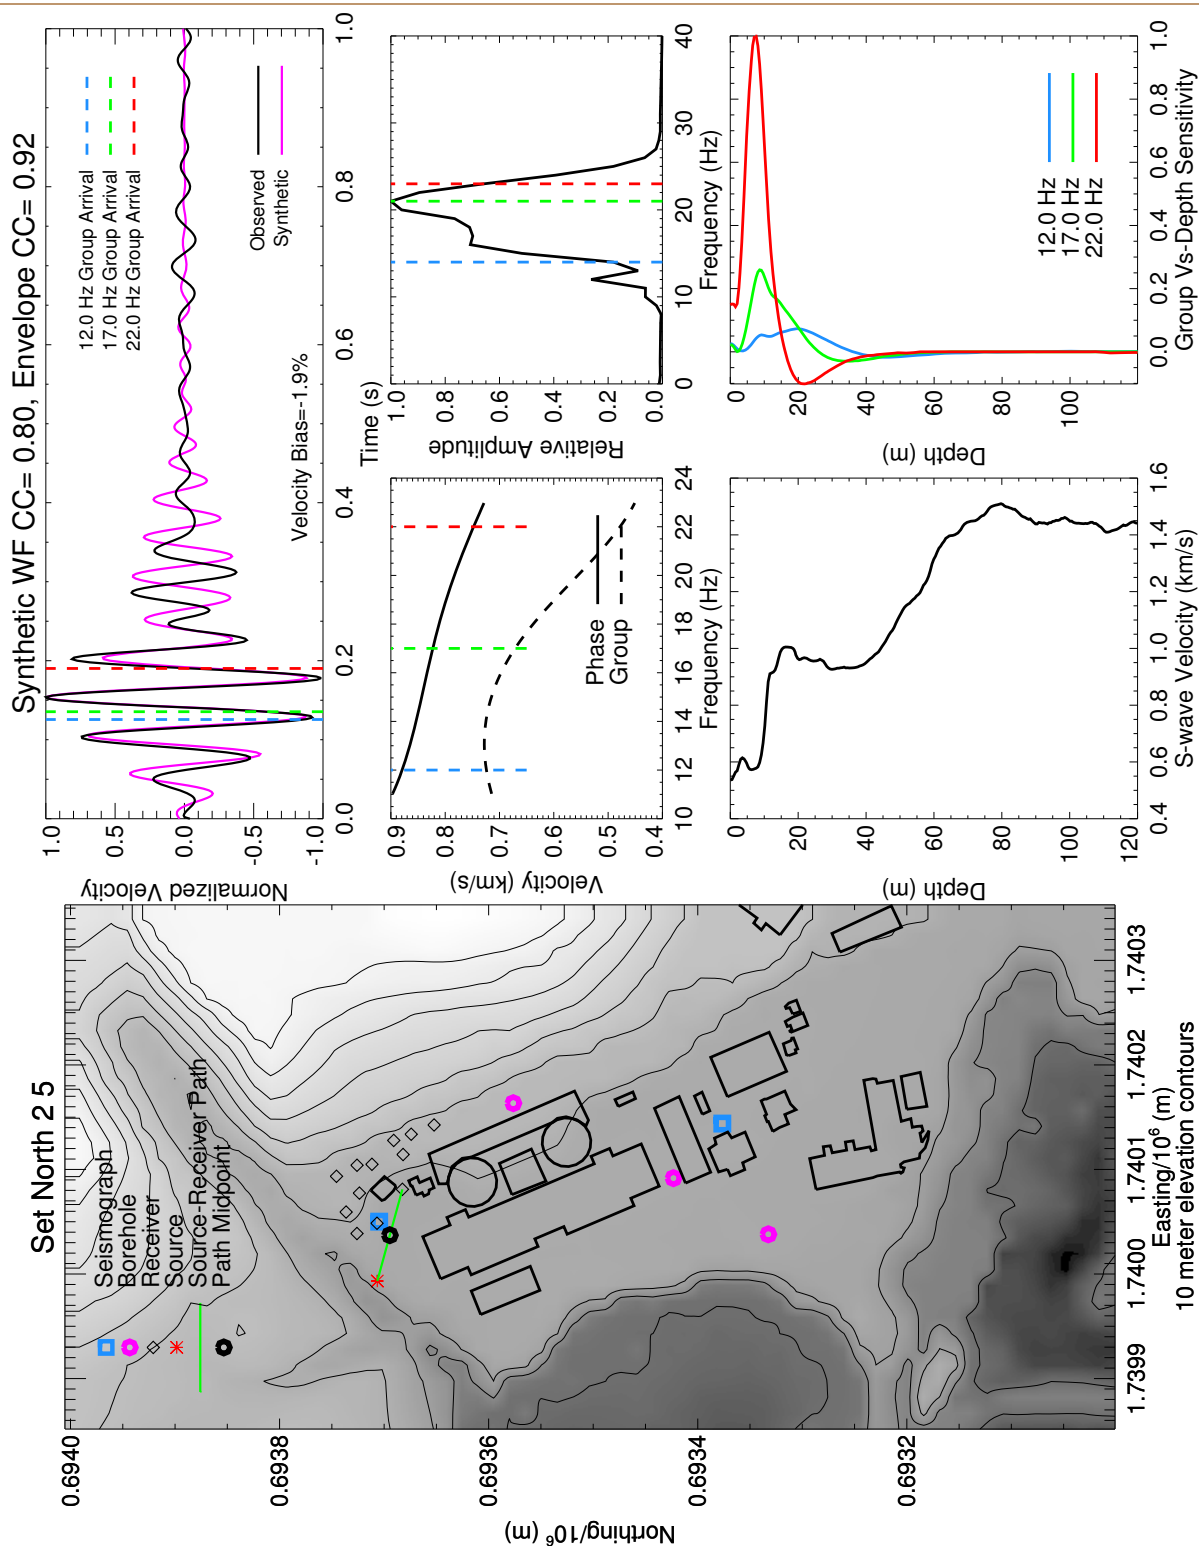 Set North 2 5
Seismograph
Borehole
Receiver
Source
Source-Receiver Path
Path Midpoint
0.6940
0.6938
0.6936
0.6934
0.6932
Northing/10⁶ (m)
1.7399
1.7400
1.7401
1.7402
1.7403
Easting/10⁶ (m)
10 meter elevation contours
Synthetic WF CC= 0.80, Envelope CC= 0.92
12.0 Hz Group Arrival
17.0 Hz Group Arrival
22.0 Hz Group Arrival
Observed
Synthetic
Velocity Bias=-1.9%
1.0
0.5
0.0
-0.5
-1.0
Normalized Velocity
0.0
0.2
0.4
0.6
0.8
1.0
Time (s)
0.9
0.8
0.7
0.6
0.5
0.4
Velocity (km/s)
Phase
Group
10
12
14
16
18
20
22
24
Frequency (Hz)
1.0
0.8
0.6
0.4
0.2
0.0
Relative Amplitude
0
10
20
30
40
Frequency (Hz)
0
20
40
60
80
100
120
Depth (m)
0.4
0.6
0.8
1.0
1.2
1.4
1.6
S-wave Velocity (km/s)
0
20
40
60
80
100
Depth (m)
12.0 Hz
17.0 Hz
22.0 Hz
0.0
0.2
0.4
0.6
0.8
1.0
Group Vs-Depth Sensitivity